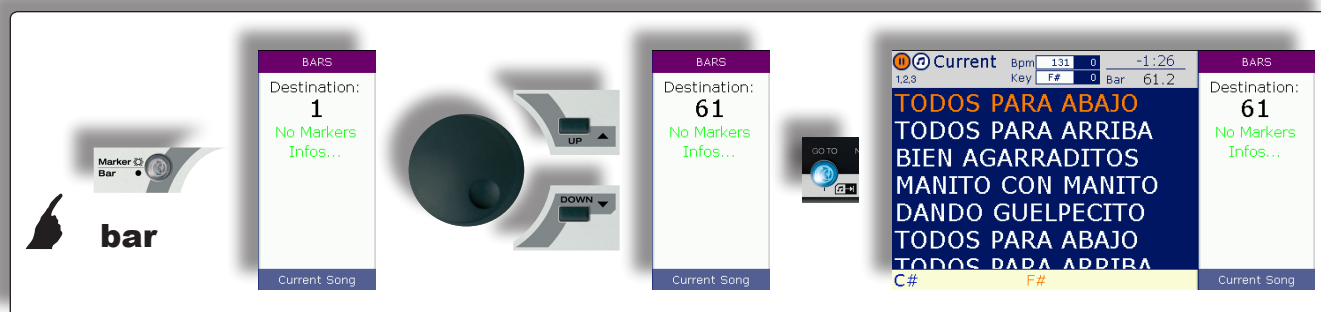 Marker
Bar
bar
BARS
Destination:
1
No Markers
Infos...
Current Song
UP
DOWN
BARS
Destination:
61
No Markers
Infos...
Current Song
GO TO
Current
Bpm 131 0
-1:26
1,2,3
Key F# 0
Bar 61.2
TODOS PARA ABAJO
TODOS PARA ARRIBA
BIEN AGARRADITOS
MANITO CON MANITO
DANDO GUELPECITO
TODOS PARA ABAJO
TODOS PARA ARRIBA
C# F#
BARS
Destination:
61
No Markers
Infos...
Current Song